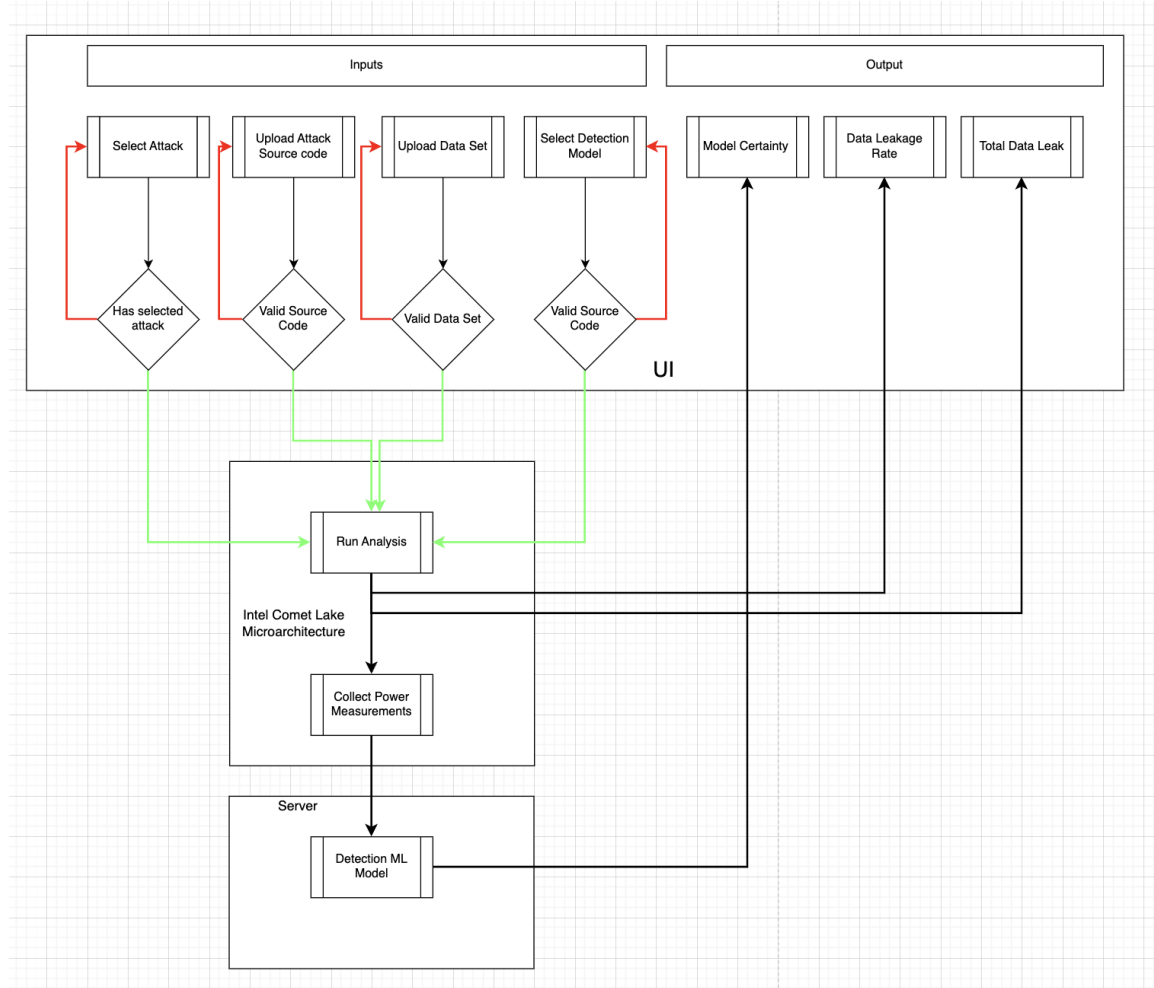 Inputs
Output
Select Attack
Upload Attack
Source code
Upload Data Set
Select Detection
Model
Model Certainty
Data Leakage
Rate
Total Data Leak
Has selected
attack
Valid Source
Code
Valid Data Set
Valid Source
Code
UI
Run Analysis
Intel Comet Lake
Microarchitecture
Collect Power
Measurements
Server
Detection ML
Model